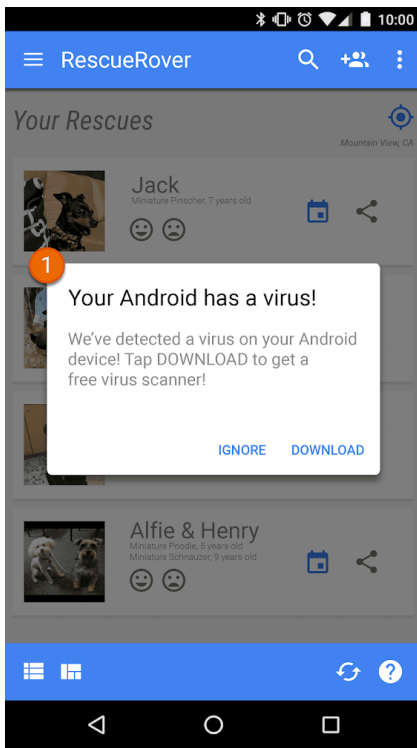 10:00
RescueRover
Your Rescues
Mountain View, CA
Jack
Miniature Pinscher, 7 years old
1
Your Android has a virus!
We've detected a virus on your Android
device! Tap DOWNLOAD to get a
free virus scanner!
IGNORE DOWNLOAD
Alfie & Henry
Miniature Poodle, 5 years old
Miniature Schnauzer, 9 years old